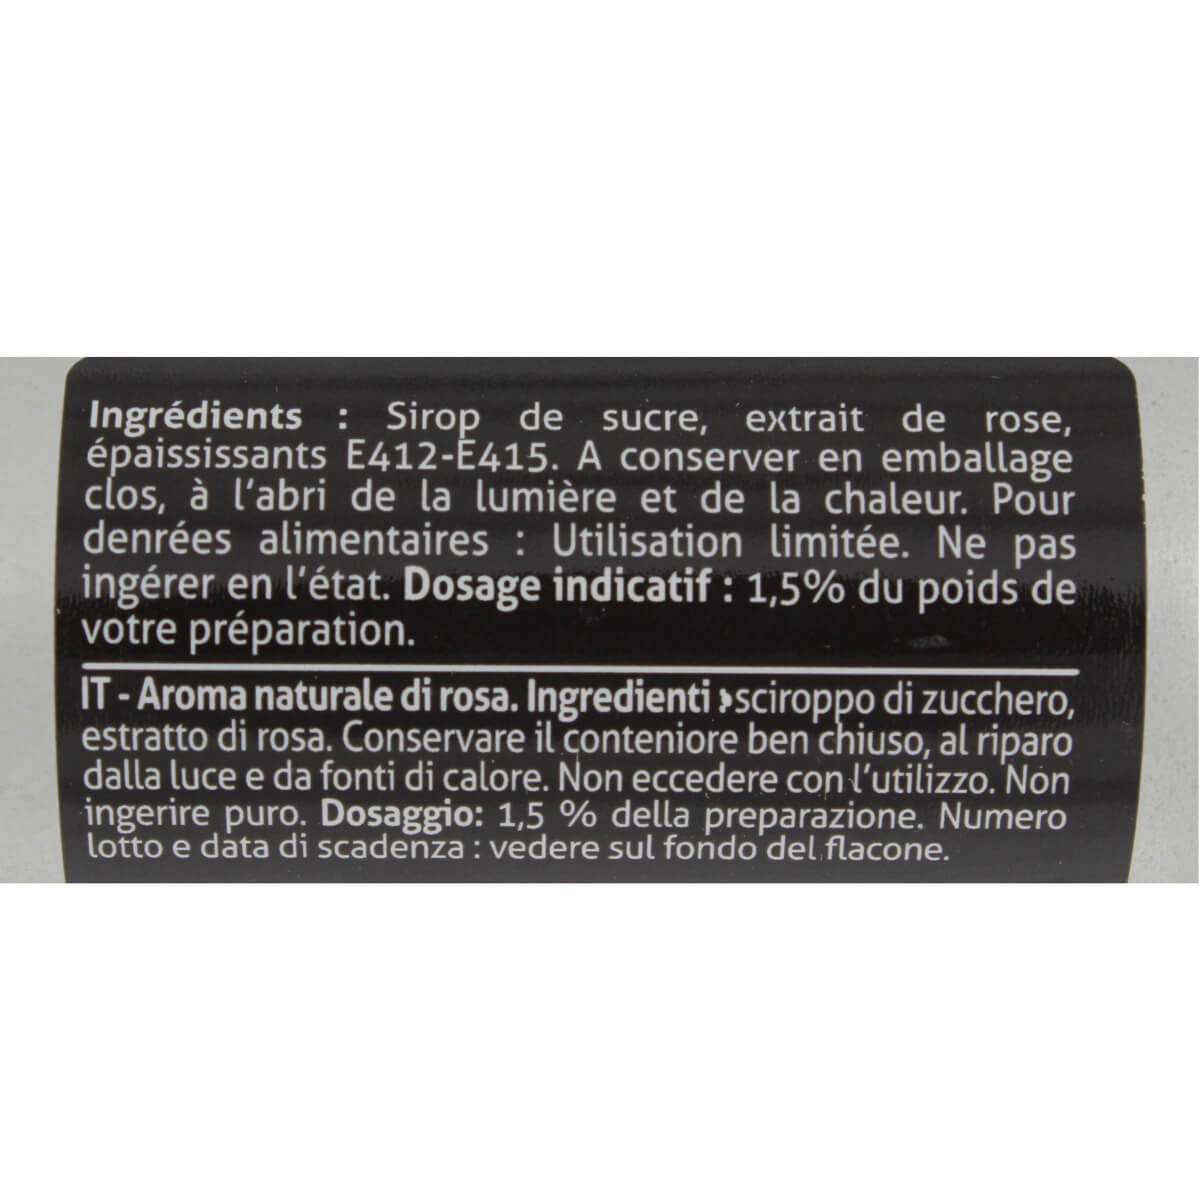 Ingrédients : Sirop de sucre, extrait de rose,
épaississants E412-E415. A conserver en emballage
clos, à l'abri de la lumière et de la chaleur. Pour
denrées alimentaires : Utilisation limitée. Ne pas
ingérer en l'état. Dosage indicatif : 1,5% du poids de
votre préparation.
IT - Aroma naturale di rosa. Ingredienti : sciroppo di zucchero,
estratto di rosa. Conservare il conteniore ben chiuso, al riparo
dalla luce e da fonti di calore. Non eccedere con l'utilizzo. Non
ingerire puro. Dosaggio: 1,5 % della preparazione. Numero
lotto e data di scadenza : vedere sul fondo del flacone.